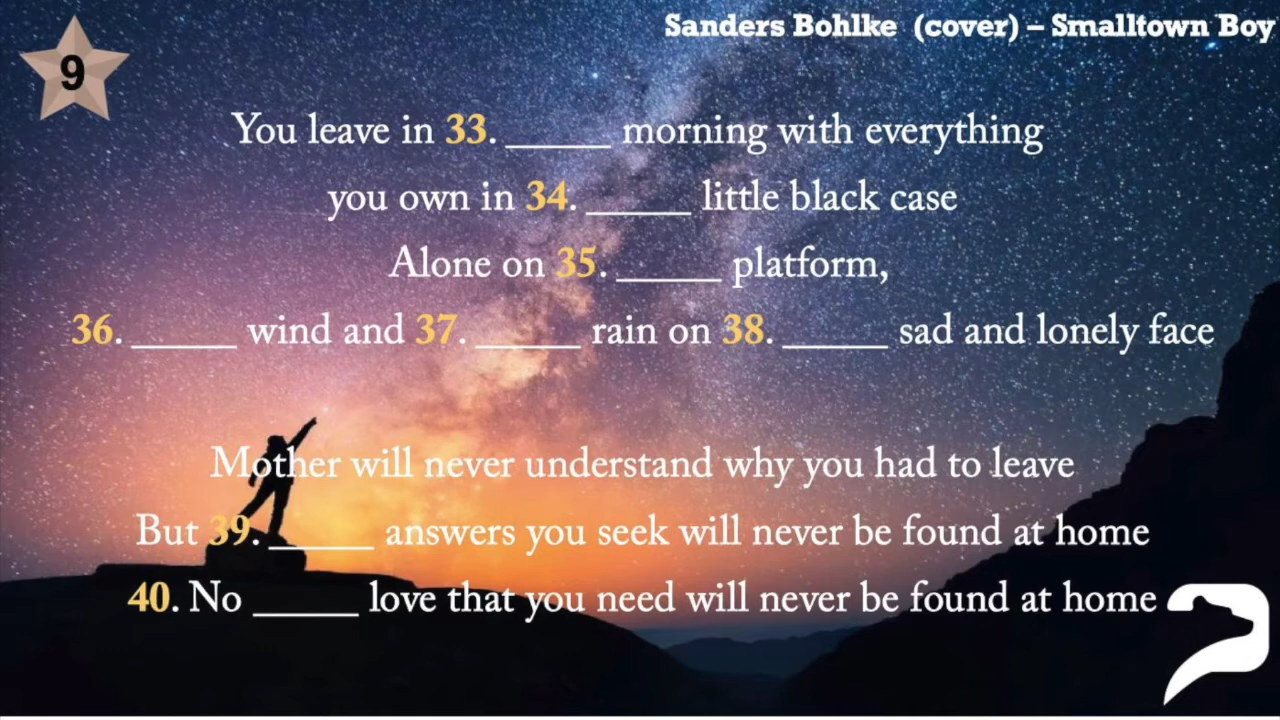 Sanders Bohlke (cover) – Smalltown Boy
9
You leave in 33. _____ morning with everything
you own in 34. _____ little black case
Alone on 35. _____ platform,
36. _____ wind and 37. _____ rain on 38. _____ sad and lonely face
Mother will never understand why you had to leave
But 39. _____ answers you seek will never be found at home
40. No _____ love that you need will never be found at home